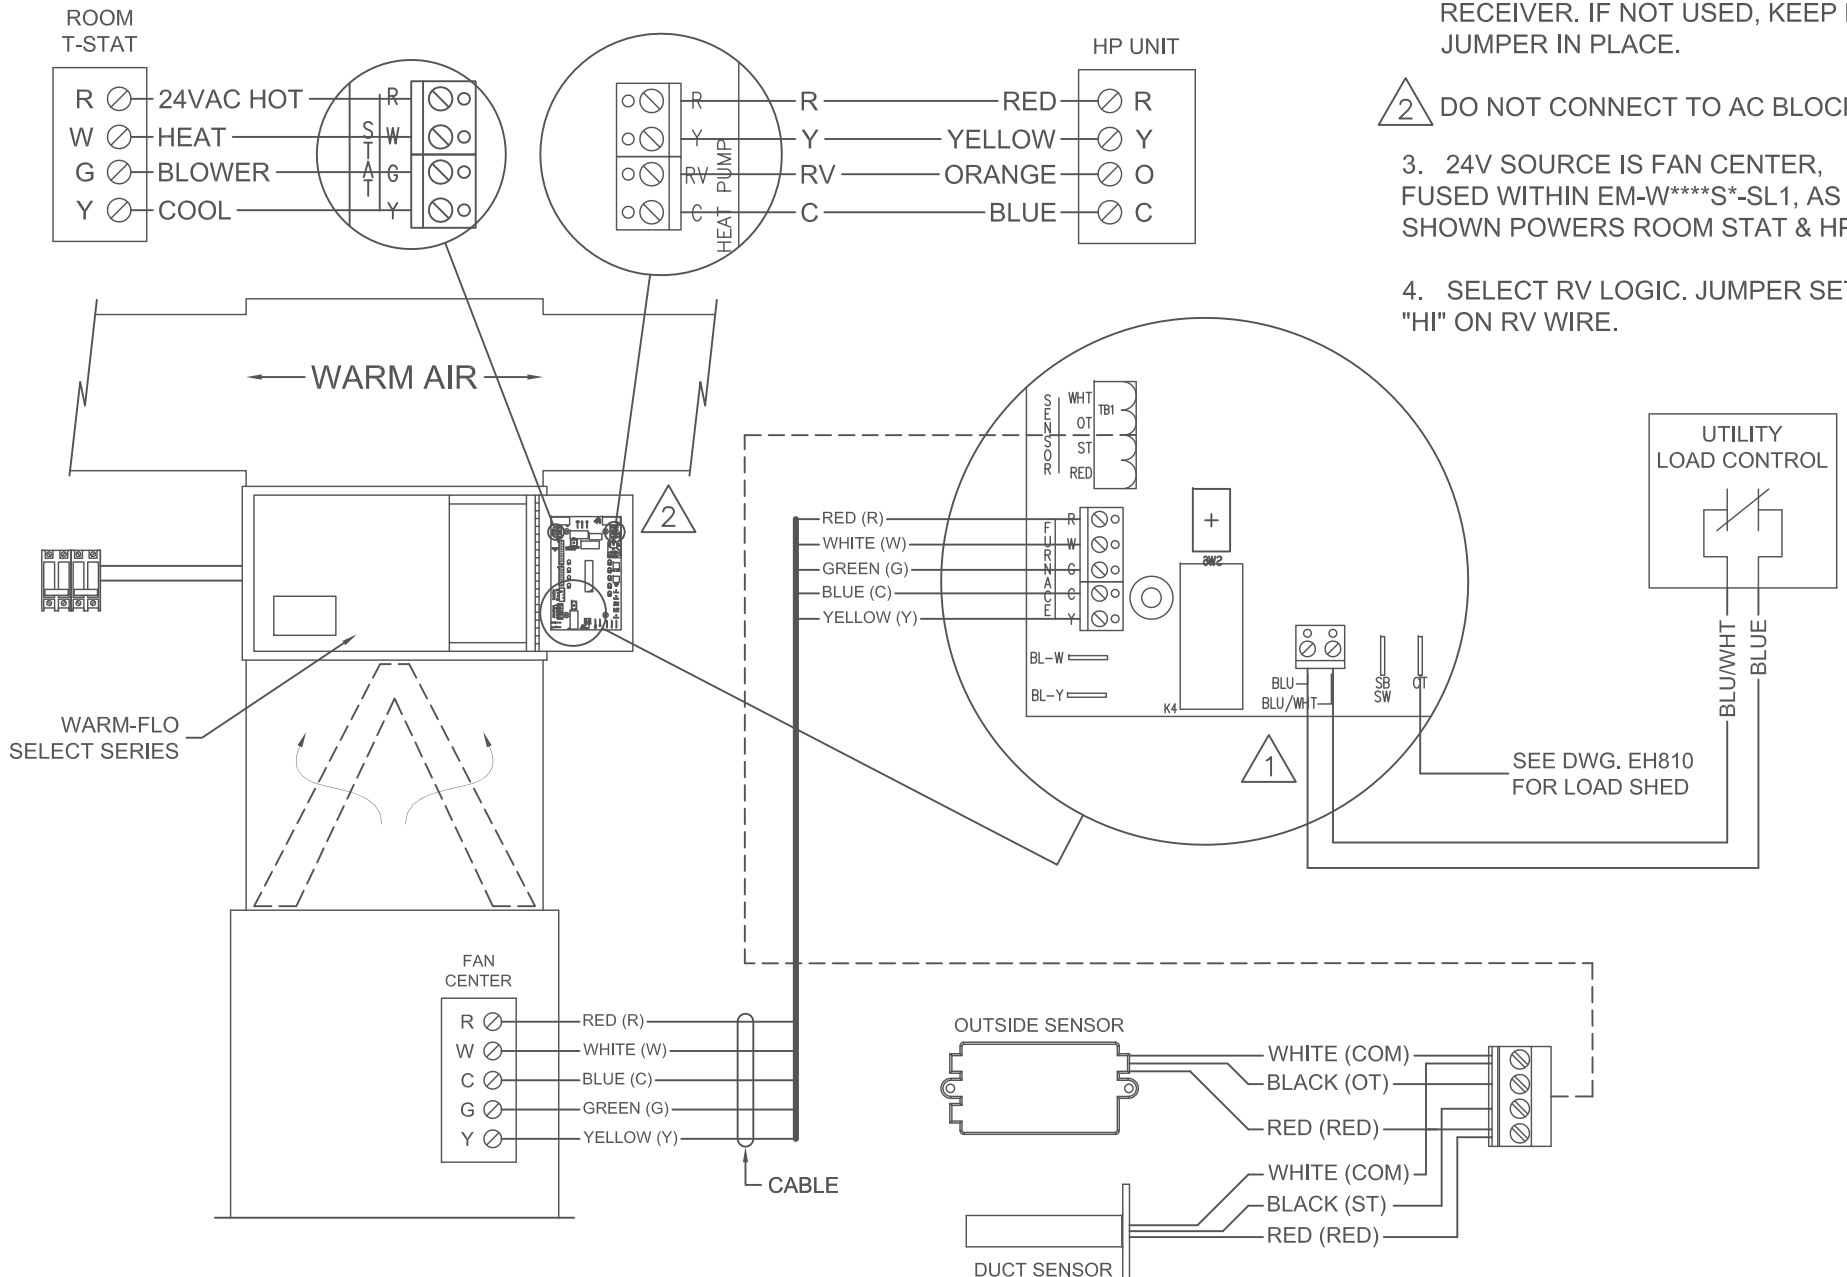 ROOM
T-STAT
R 24VAC HOT R
W HEAT W
G BLOWER G
Y COOL Y
STAT
HP UNIT
R R RED R
Y Y YELLOW Y
RV RV ORANGE O
C C BLUE C
HEAT PUMP
RECEIVER. IF NOT USED, KEEP
JUMPER IN PLACE.
2 DO NOT CONNECT TO AC
3. 24V SOURCE IS FAN CENTER,
FUSED WITHIN EM-W****S*-SL1, AS
SHOWN POWERS ROOM STAT &
4. SELECT RV LOGIC. JUMPER
"HI" ON RV WIRE.
WARM AIR
2
WARM-FLO
SELECT SERIES
SENSOR
WHT
OT
ST
RED
TB1
RED (R) R
WHITE (W) W
GREEN (G) G
BLUE (C) C
YELLOW (Y) Y
FURNACE
+
SW6
BL-W
BL-Y
K4
BLU
BLU/WHT
SB
SW
OT
1
UTILITY
LOAD CONTROL
BLU/WHT
BLUE
SEE DWG. EH810
FOR LOAD SHED
FAN
CENTER
R RED (R)
W WHITE (W)
C BLUE (C)
G GREEN (G)
Y YELLOW (Y)
CABLE
OUTSIDE SENSOR
WHITE (COM)
BLACK (OT)
RED (RED)
WHITE (COM)
BLACK (ST)
RED (RED)
DUCT SENSOR